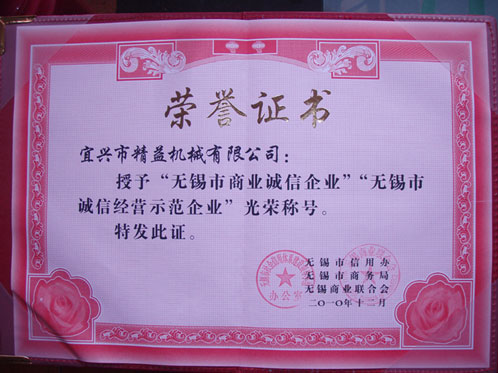 荣誉证书
宜兴市精益机械有限公司：
授予“无锡市商业诚信企业”“无锡市
诚信经营示范企业”光荣称号。
特发此证。
无锡市信用办
无锡市商务局
无锡商业联合会
二〇一〇年十二月
办公室